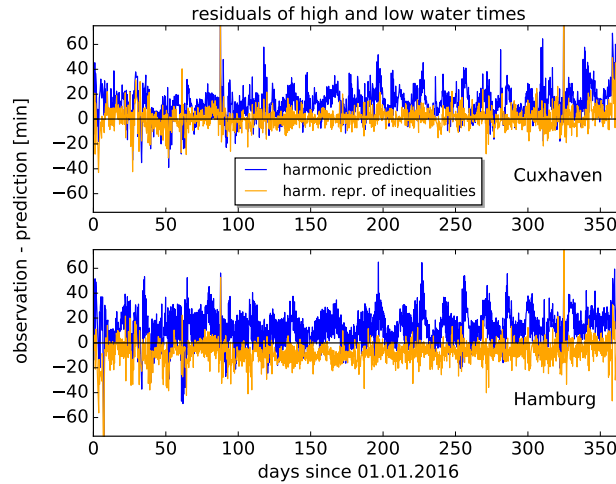 residuals of high and low water times
60
40
20
0
−20
−40
−60
harmonic prediction
harm. repr. of inequalities
Cuxhaven
0 50 100 150 200 250 300 350
observation - prediction [min]
60
40
20
0
−20
−40
−60
Hamburg
0 50 100 150 200 250 300 350
days since 01.01.2016